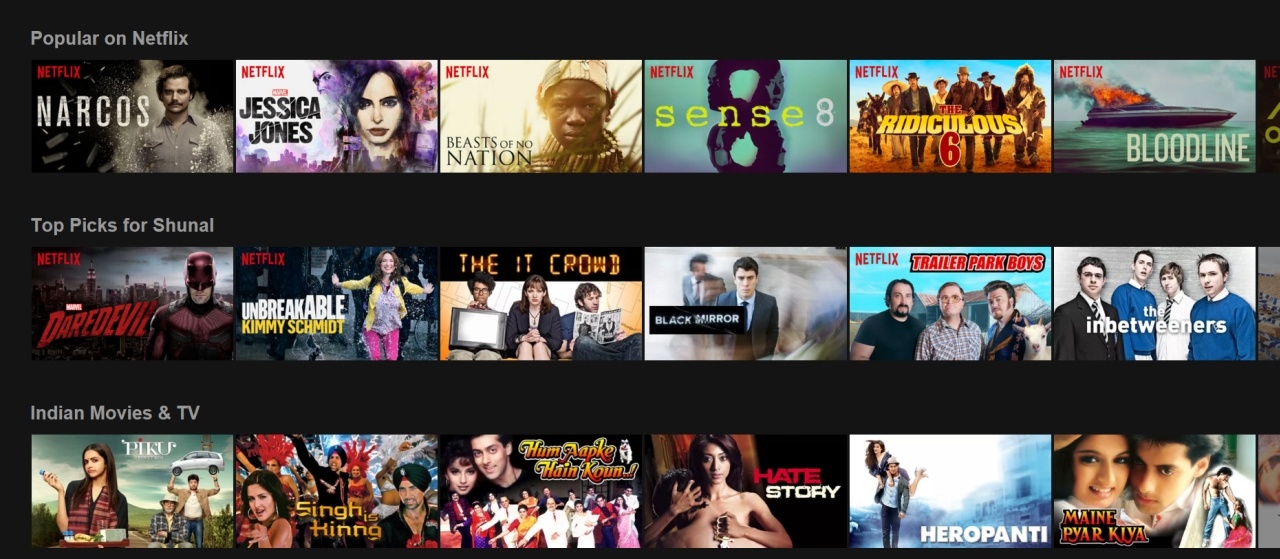 Popular on Netflix
NETFLIX
NARCOS
NETFLIX
MARVEL
JESSICA
JONES
NETFLIX
BEASTS OF NO
NATION
NETFLIX
sense8
NETFLIX
THE
RIDICULOUS
6
NETFLIX
BLOODLINE
Top Picks for Shunal
NETFLIX
MARVEL
DAREDEVIL
NETFLIX
UNBREAKABLE
KIMMY SCHMIDT
THE IT CROWD
BLACK MIRROR
NETFLIX
TRAILER PARK BOYS
the
inbetweeners
Indian Movies & TV
PIKU
Singh is
Kinng
Hum Aapke
Hain Koun..!
HATE
STORY
HEROPANTI
MAINE
PYAR KIYA